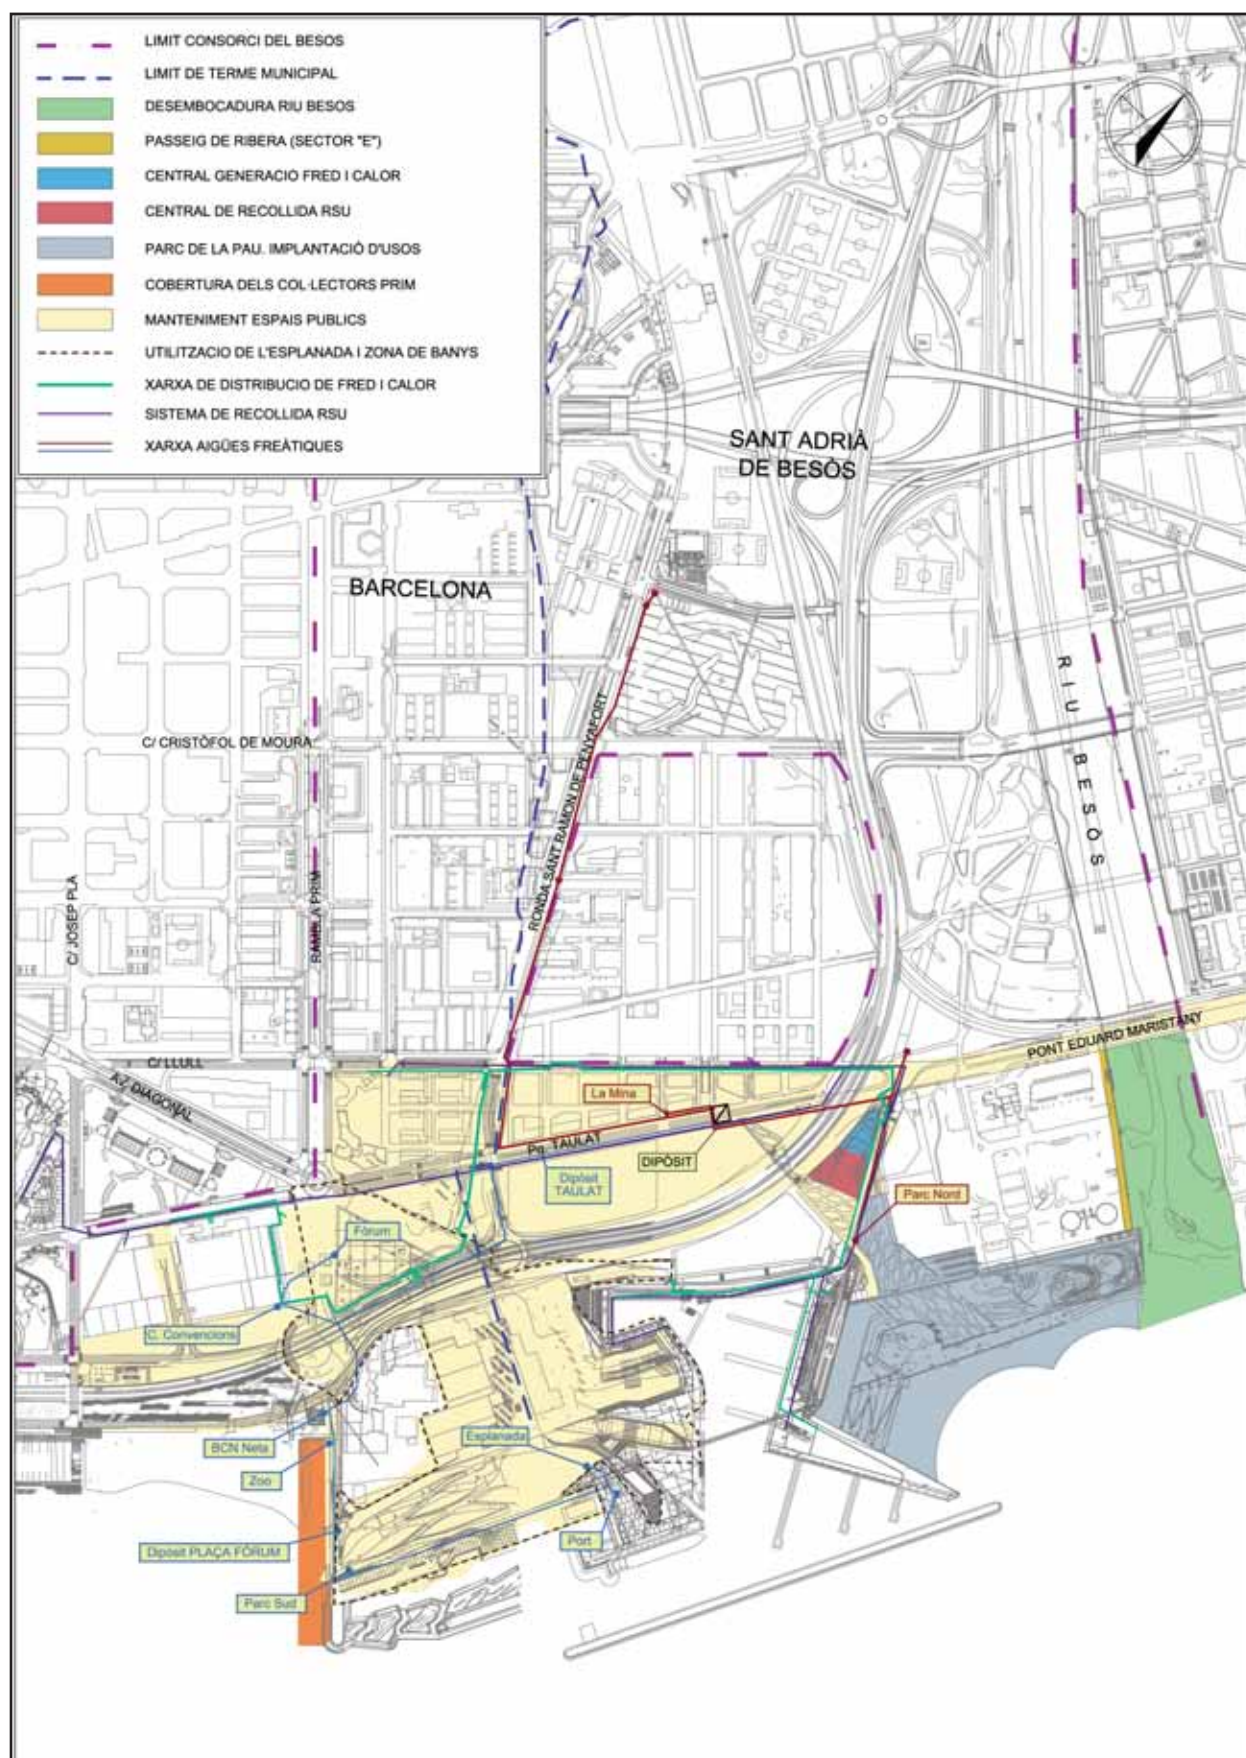 LIMIT CONSORCI DEL BESOS
LIMIT DE TERME MUNICIPAL
DESEMBOCADURA RIU BESOS
PASSEIG DE RIBERA (SECTOR "E")
CENTRAL GENERACIO FRED I CALOR
CENTRAL DE RECOLLIDA RSU
PARC DE LA PAU. IMPLANTACIÓ D'USOS
COBERTURA DELS COL·LECTORS PRIM
MANTENIMENT ESPAIS PUBLICS
UTILITZACIO DE L'ESPLANADA I ZONA DE BANYS
XARXA DE DISTRIBUCIO DE FRED I CALOR
SISTEMA DE RECOLLIDA RSU
XARXA AIGÜES FREÀTIQUES
N
SANT ADRIÀ
DE BESÒS
BARCELONA
RIU BESÒS
C/ CRISTÒFOL DE MOURA
RONDA SANT RAMON DE PENYAFORT
C/ JOSEP PLA
RAMBLA PRIM
PONT EDUARD MARISTANY
C/ LLULL
AV. DIAGONAL
La Mina
Pg. TAULAT
DIPÒSIT
Dipòsit
TAULAT
Parc Nord
Fòrum
C. Convencions
BCN Neta
Esplanada
Zoo
Port
Dipòsit PLAÇA FÒRUM
Parc Sud